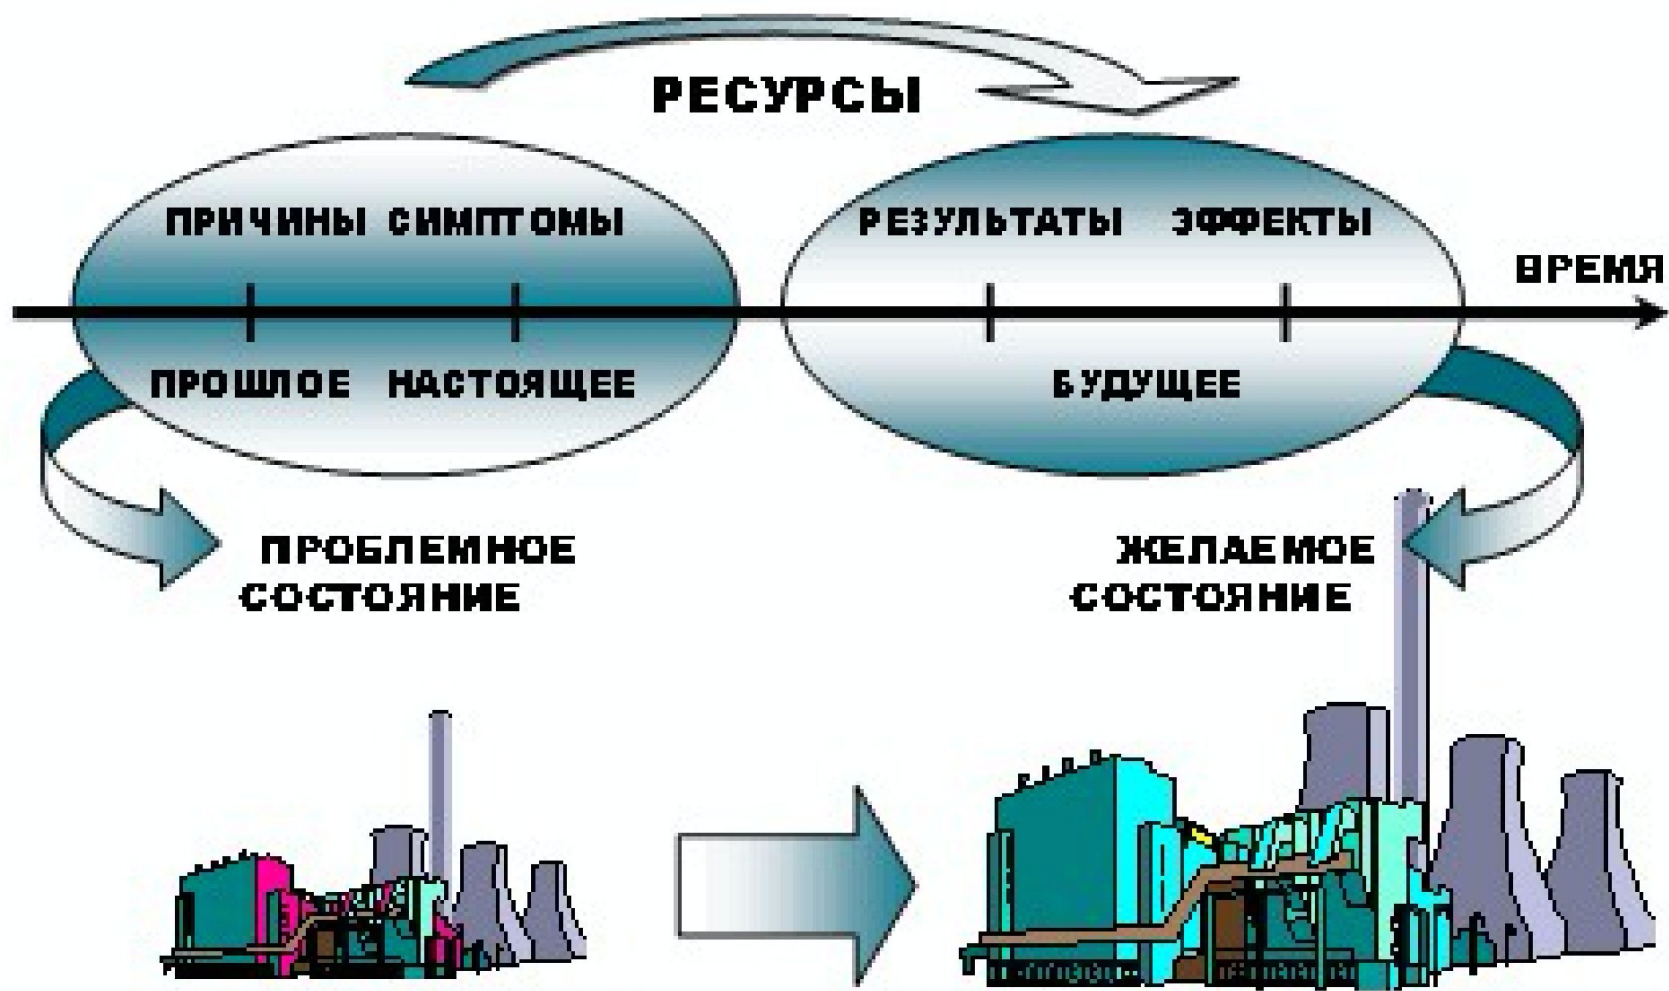 РЕСУРСЫ
ПРИЧИНЫ СИМПТОМЫ
РЕЗУЛЬТАТЫ ЭФФЕКТЫ
ВРЕМЯ
ПРОШЛОЕ НАСТОЯЩЕЕ
БУДУЩЕЕ
ПРОБЛЕМНОЕ
СОСТОЯНИЕ
ЖЕЛАЕМОЕ
СОСТОЯНИЕ